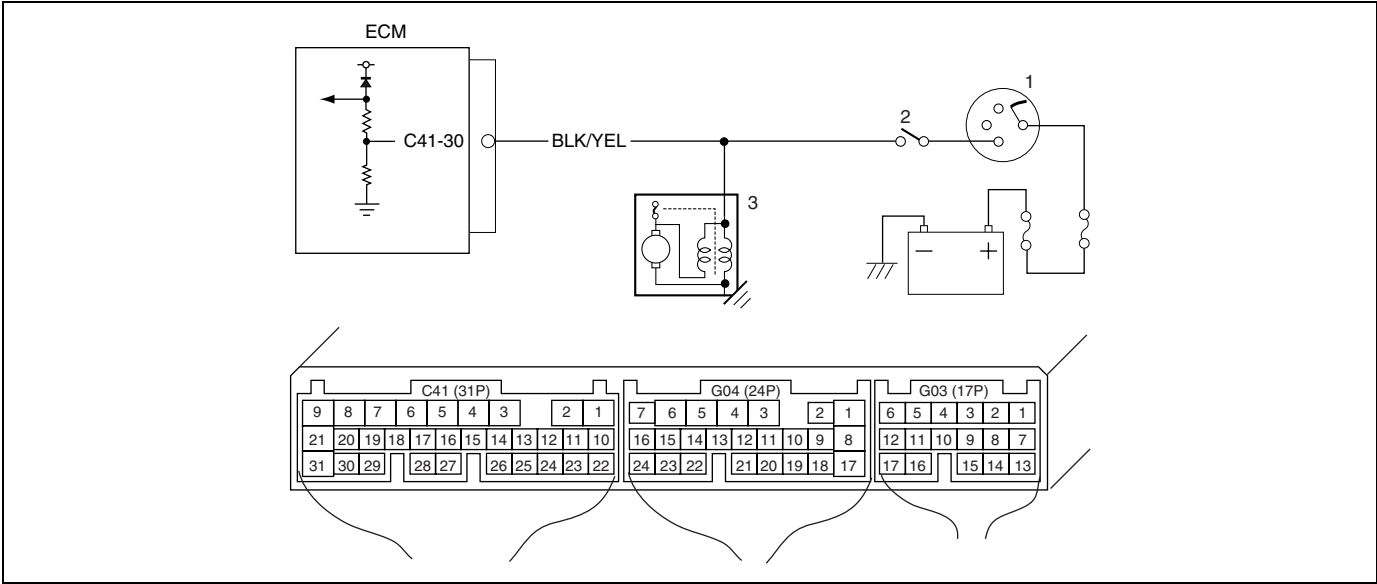 ECM
1
2
C41-30
BLK/YEL
3
− +
C41 (31P) G04 (24P) G03 (17P)
9 8 7 6 5 4 3 2 1 7 6 5 4 3 2 1 6 5 4 3 2 1
21 20 19 18 17 16 15 14 13 12 11 10 16 15 14 13 12 11 10 9 8 12 11 10 9 8 7
31 30 29 28 27 26 25 24 23 22 24 23 22 21 20 19 18 17 17 16 15 14 13